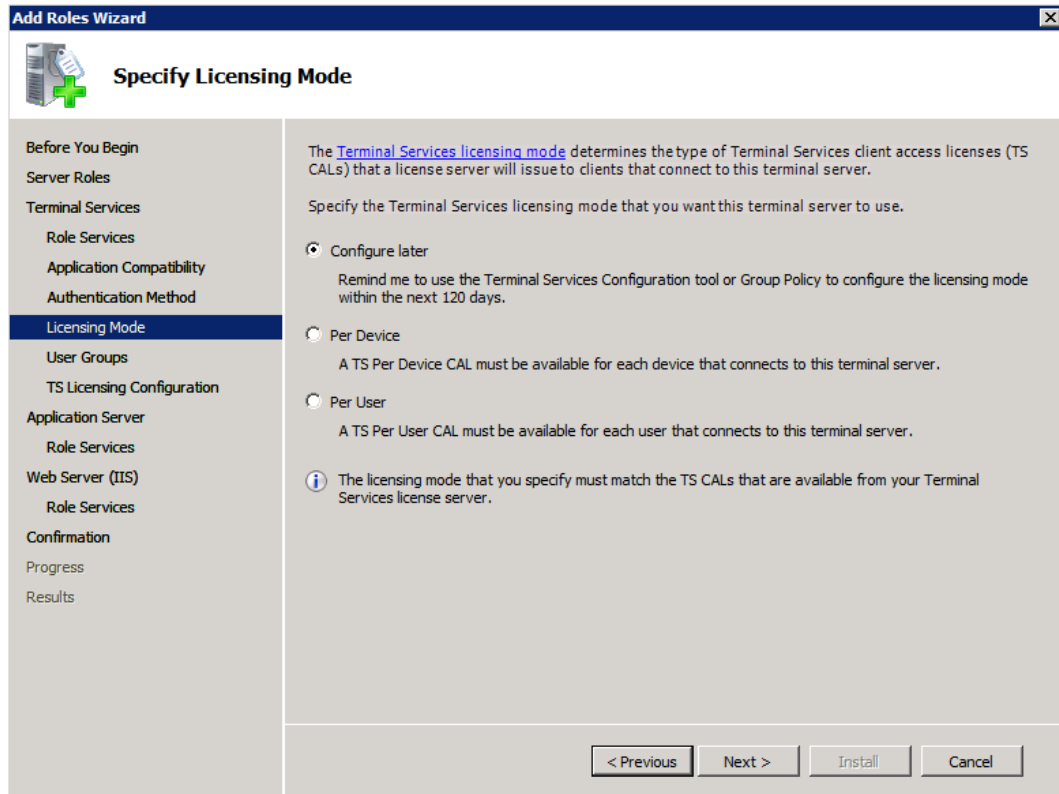 Add Roles Wizard
Specify Licensing Mode
Before You Begin
Server Roles
Terminal Services
Role Services
Application Compatibility
Authentication Method
Licensing Mode
User Groups
TS Licensing Configuration
Application Server
Role Services
Web Server (IIS)
Role Services
Confirmation
Progress
Results
The Terminal Services licensing mode determines the type of Terminal Services client access licenses (TS
CALs) that a license server will issue to clients that connect to this terminal server.
Specify the Terminal Services licensing mode that you want this terminal server to use.
Configure later
Remind me to use the Terminal Services Configuration tool or Group Policy to configure the licensing mode
within the next 120 days.
Per Device
A TS Per Device CAL must be available for each device that connects to this terminal server.
Per User
A TS Per User CAL must be available for each user that connects to this terminal server.
The licensing mode that you specify must match the TS CALs that are available from your Terminal
Services license server.
< Previous
Next >
Install
Cancel